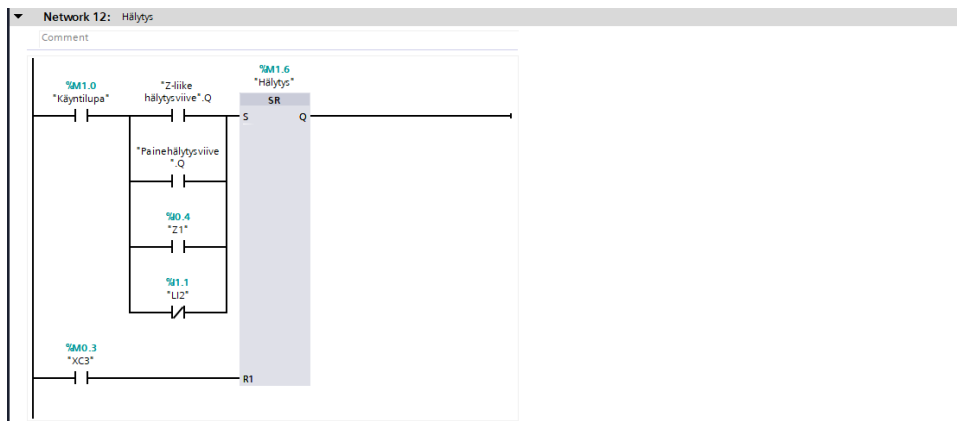 Network 12: Hälytys
Comment
%M1.6
"Hälytys"
%M1.0
"Käyntilupa"
"Z-liike
hälytysviive".Q
SR
S
Q
"Painehälytysviive
".Q
%I0.4
"Z1"
%I1.1
"LI2"
%M0.3
"XC3"
R1